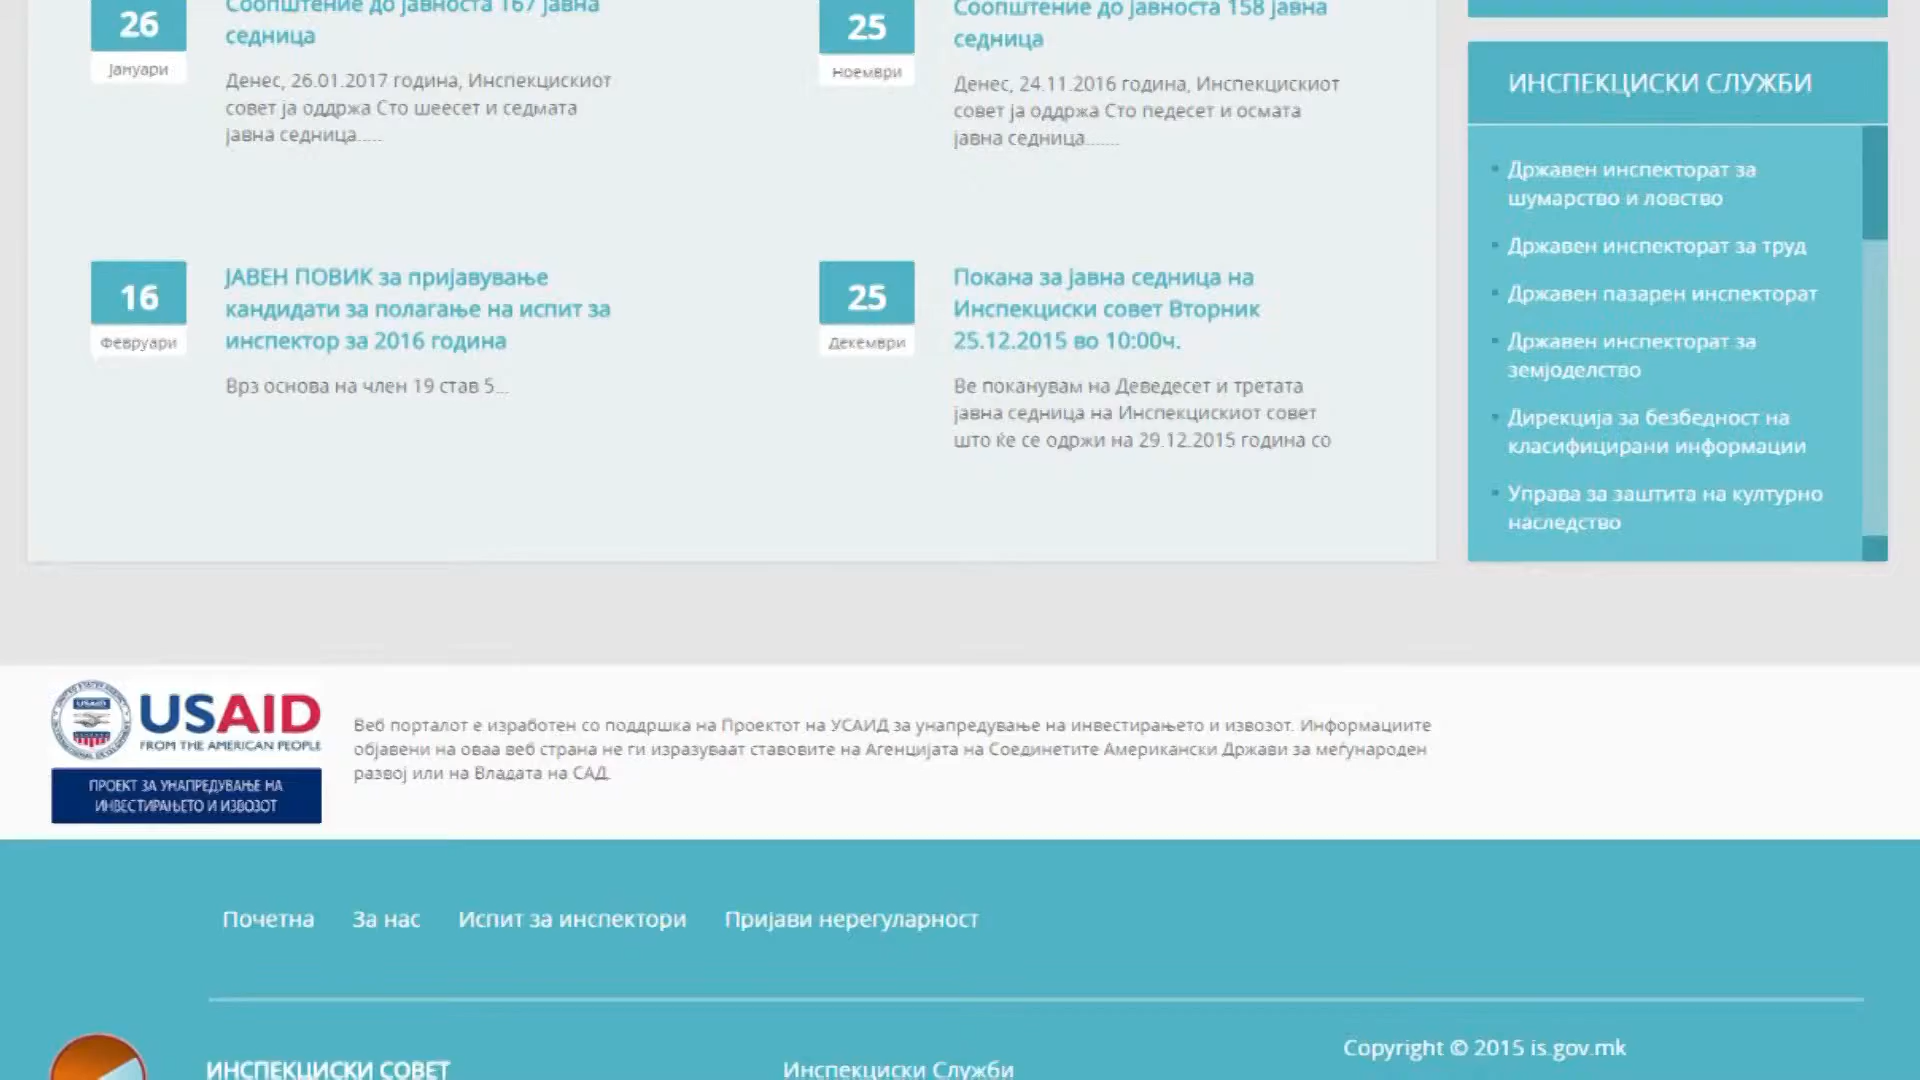 26
Јануари
Соопштение до јавноста 167 јавна
седница
Денес, 26.01.2017 година, Инспекцискиот
совет ја оддржа Сто шеесет и седмата
јавна седница.....
25
Ноември
Соопштение до јавноста 158 јавна
седница
Денес, 24.11.2016 година, Инспекцискиот
совет ја оддржа Сто педесет и осмата
јавна седница.......
16
Февруари
ЈАВЕН ПОВИК за пријавување
кандидати за полагање на испит за
инспектор за 2016 година
Врз основа на член 19 став 5...
25
Декември
Покана за јавна седница на
Инспекциски совет Вторник
25.12.2015 во 10:00ч.
Ве поканувам на Деведесет и третата
јавна седница на Инспекцискиот совет
што ќе се одржи на 29.12.2015 година со
ИНСПЕКЦИСКИ СЛУЖБИ
Државен инспекторат за
шумарство и ловство
Државен инспекторат за труд
Државен пазарен инспекторат
Државен инспекторат за
земјоделство
Дирекција за безбедност на
класифицирани информации
Управа за заштита на културно
наследство
USAID
USAID
FROM THE AMERICAN PEOPLE
ПРОЕКТ ЗА УНАПРЕДУВАЊЕ НА
ИНВЕСТИРАЊЕТО И ИЗВОЗОТ
Веб порталот е изработен со поддршка на Проектот на УСАИД за унапредување на инвестирањето и извозот. Информациите
објавени на оваа веб страна не ги изразуваат ставовите на Агенцијата на Соединетите Американски Држави за меѓународен
развој или на Владата на САД.
Почетна За нас Испит за инспектори Пријави нерегуларност
ИНСПЕКЦИСКИ СОВЕТ
Инспекциски Служби
Copyright © 2015 is.gov.mk